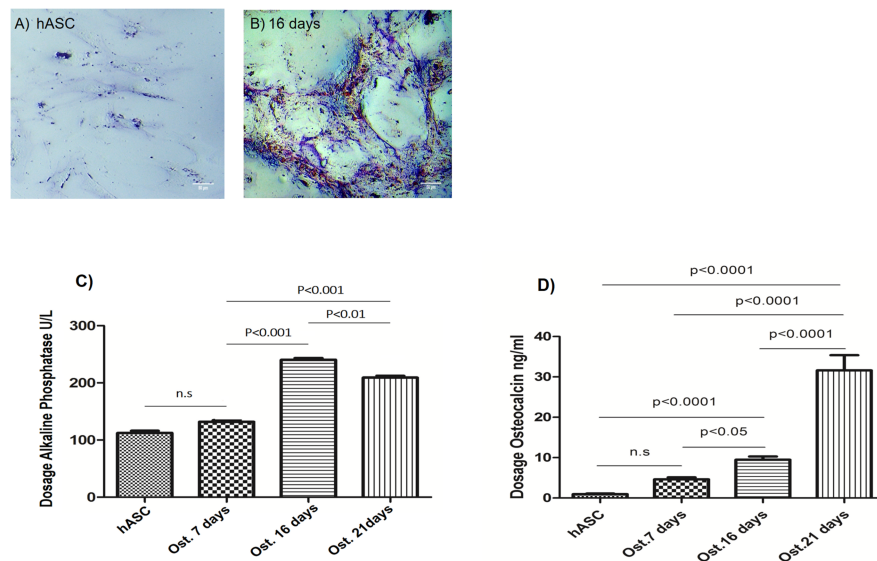 A) hASC
B) 16 days
C)
Dosage Alkaline Phosphatase U/L
300
200
100
0
n.s
P<0.001
P<0.01
P<0.001
hASC
Ost. 7 days
Ost. 16 days
Ost. 21days
D)
Dosage Osteocalcin ng/ml
40
30
20
10
0
p<0.0001
p<0.0001
p<0.0001
p<0.0001
p<0.05
n.s
hASC
Ost.7 days
Ost.16 days
Ost.21 days